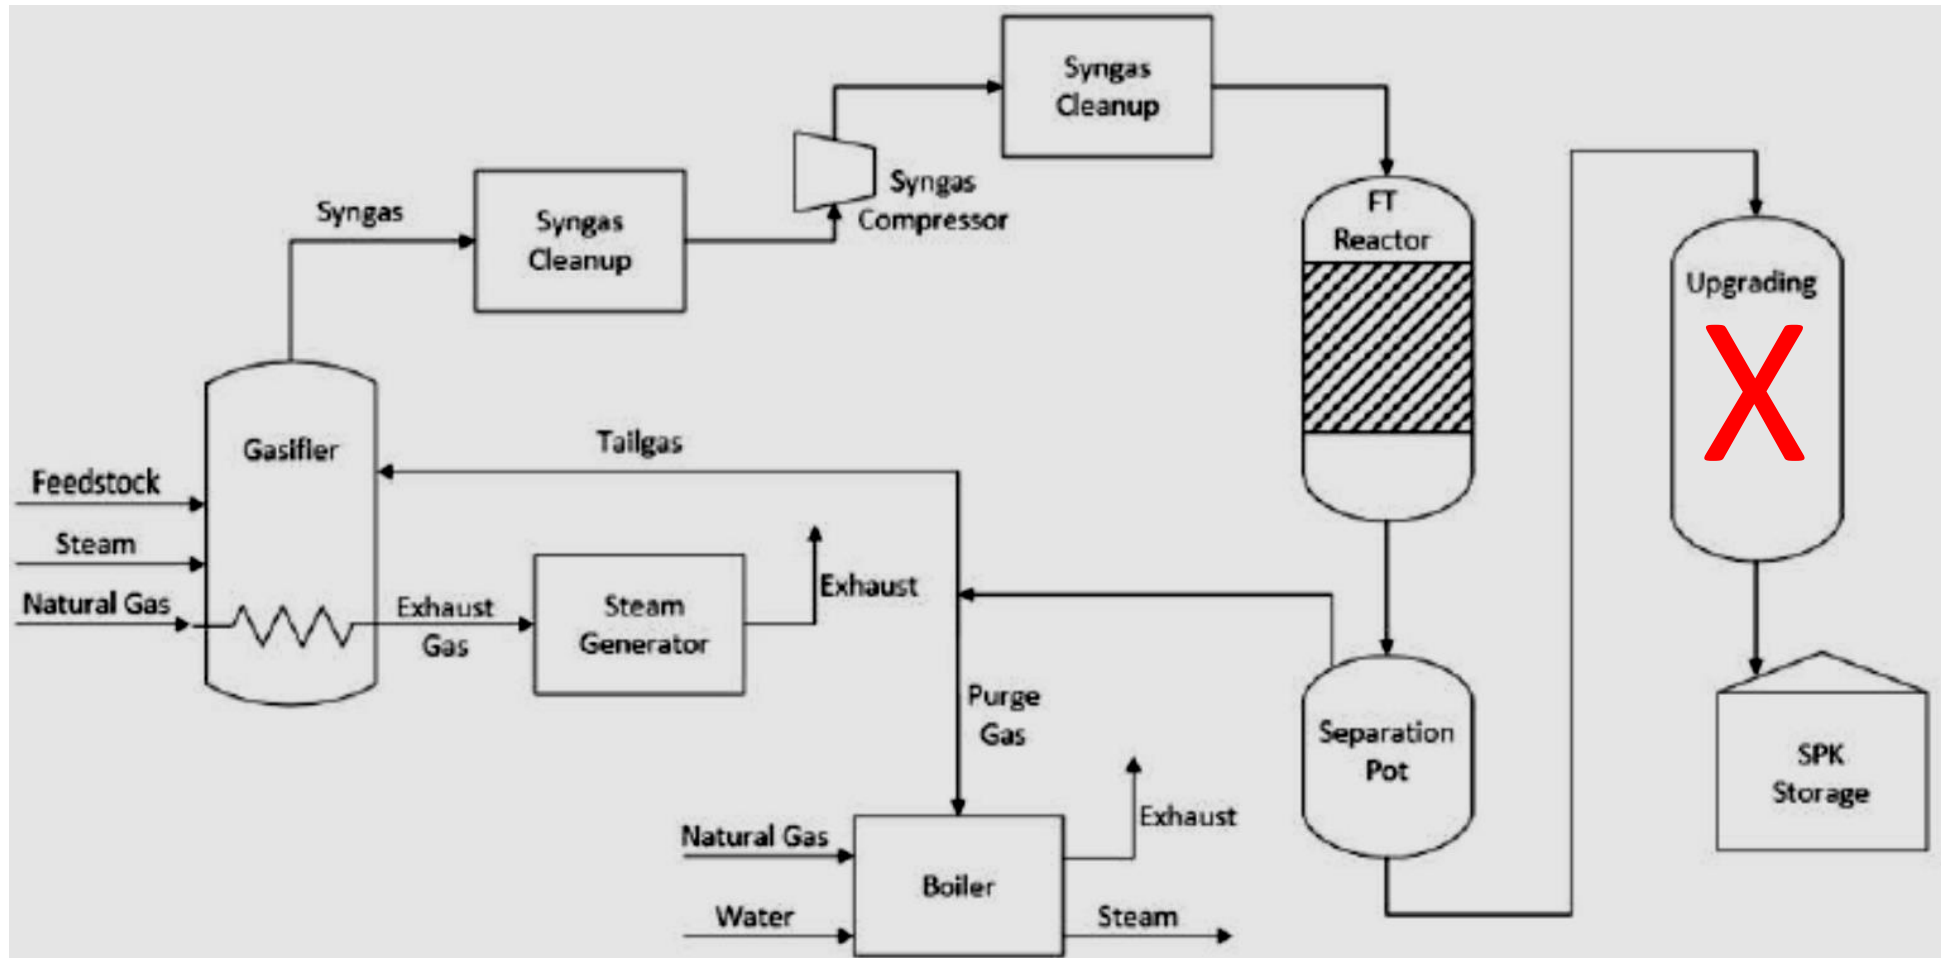 Syngas
Cleanup
Syngas
Compressor
Syngas
Syngas
Cleanup
FT
Reactor
Upgrading
X
Gasifier
Tailgas
Feedstock
Steam
Natural Gas
Exhaust
Gas
Steam
Generator
Exhaust
Purge
Gas
Separation
Pot
SPK
Storage
Natural Gas
Water
Boiler
Exhaust
Steam